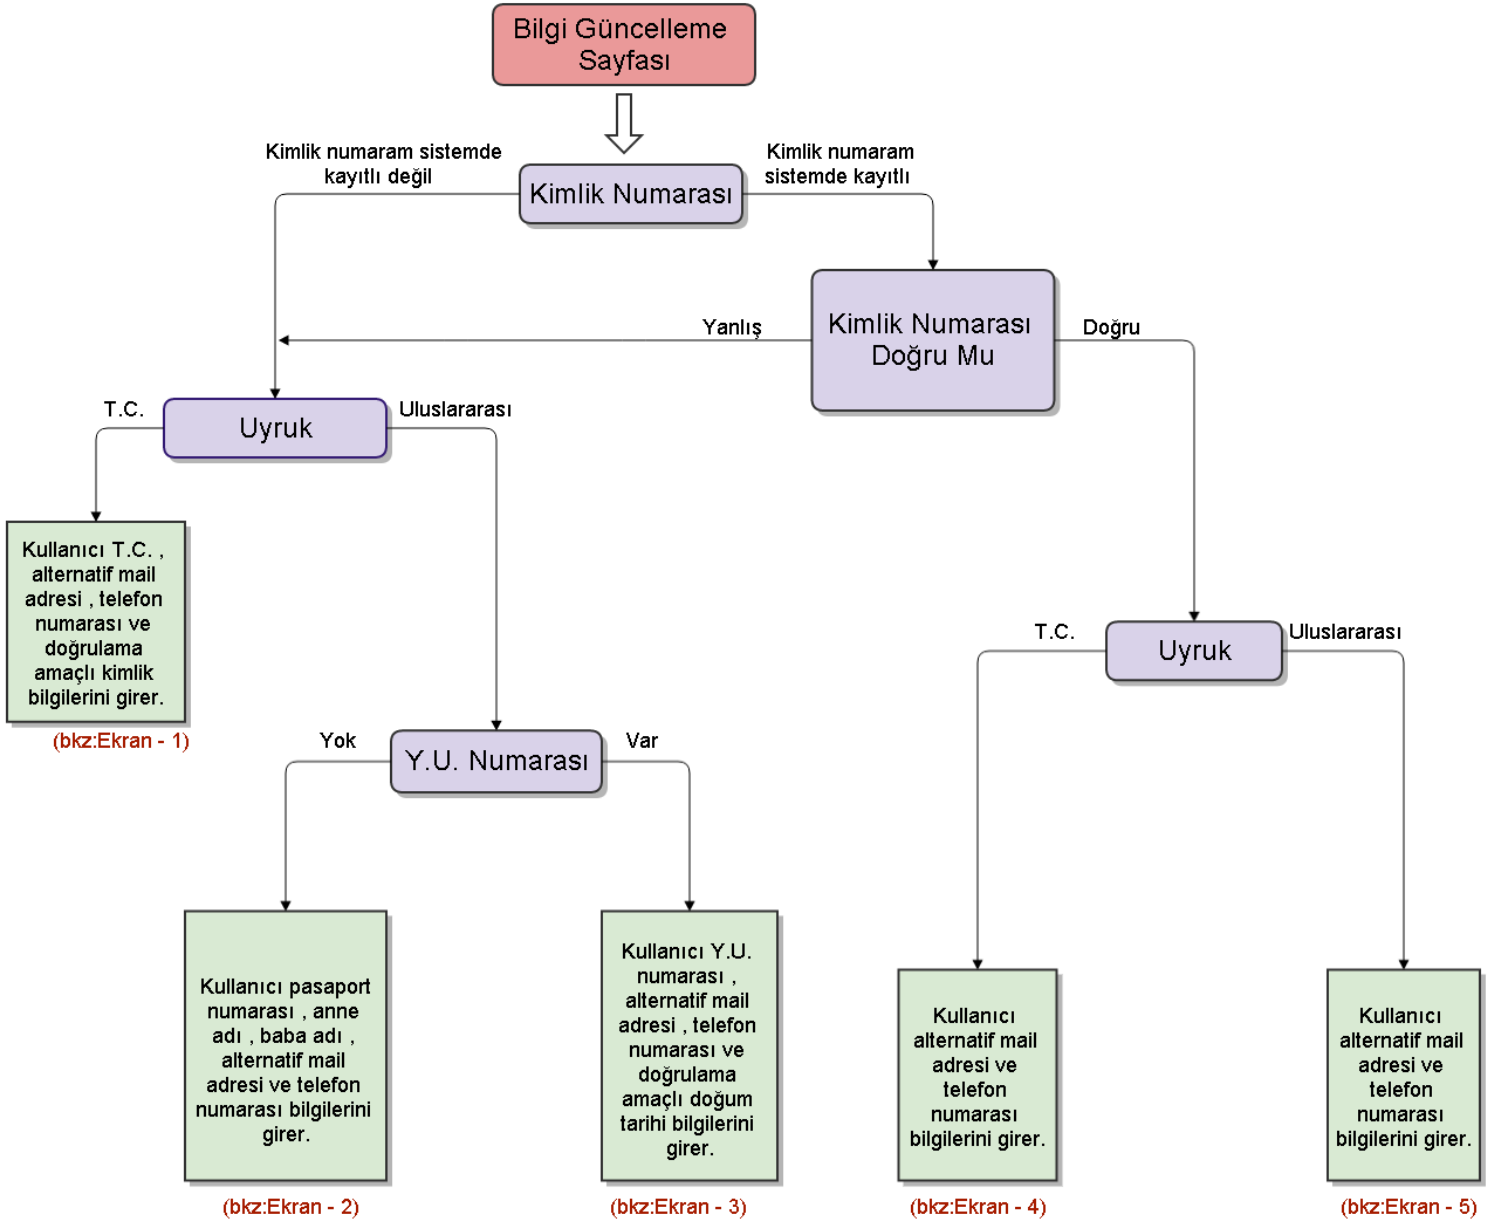 Bilgi Güncelleme
Sayfası
Kimlik numaram sistemde
kayıtlı değil
Kimlik numaram
sistemde kayıtlı
Kimlik Numarası
Yanlış
Kimlik Numarası
Doğru Mu
Doğru
T.C.
Uyruk
Uluslararası
Kullanıcı T.C. ,
alternatif mail
adresi , telefon
numarası ve
doğrulama
amaçlı kimlik
bilgilerini girer.
(bkz:Ekran - 1)
T.C.
Uyruk
Uluslararası
Yok
Y.U. Numarası
Var
Kullanıcı pasaport
numarası , anne
adı , baba adı ,
alternatif mail
adresi ve telefon
numarası bilgilerini
girer.
(bkz:Ekran - 2)
Kullanıcı Y.U.
numarası ,
alternatif mail
adresi , telefon
numarası ve
doğrulama
amaçlı doğum
tarihi bilgilerini
girer.
(bkz:Ekran - 3)
Kullanıcı
alternatif mail
adresi ve
telefon
numarası
bilgilerini girer.
(bkz:Ekran - 4)
Kullanıcı
alternatif mail
adresi ve
telefon
numarası
bilgilerini girer.
(bkz:Ekran - 5)